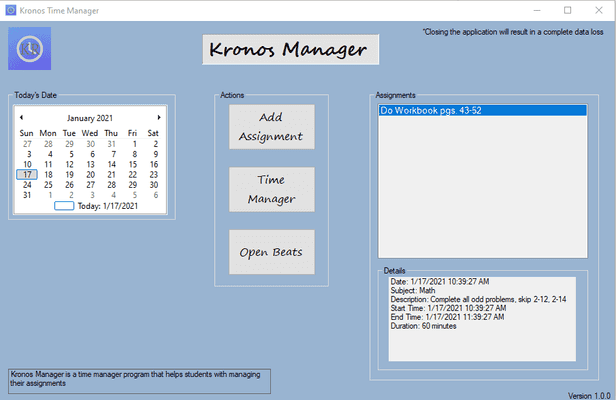 Kronos Time Manager
"Closing the application will result in a complete data loss
Kronos Manager
Today's Date
January 2021
Sun Mon Tue Wed Thu Fri Sat
27 28 29 30 31 1 2
3 4 5 6 7 8 9
10 11 12 13 14 15 16
17 18 19 20 21 22 23
24 25 26 27 28 29 30
31 1 2 3 4 5 6
Today: 1/17/2021
Actions
Add
Assignment
Time
Manager
Open Beats
Assignments
Do Workbook pgs. 43-52
Details
Date: 1/17/2021 10:39:27 AM
Subject: Math
Description: Complete all odd problems, skip 2-12, 2-14
Start Time: 1/17/2021 10:39:27 AM
End Time: 1/17/2021 11:39:27 AM
Duration: 60 minutes
Kronos Manager is a time manager program that helps students with managing
their assignments
Version 1.0.0